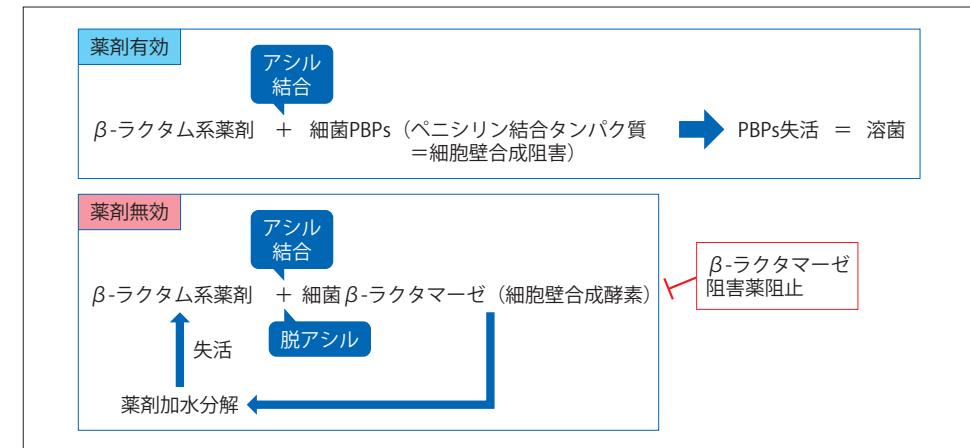 薬剤有効
アシル
結合
β-ラクタム系薬剤 + 細菌PBPs(ペニシリン結合タンパク質
=細胞壁合成阻害)
PBPs失活 = 溶菌
薬剤無効
アシル
結合
β-ラクタム系薬剤 + 細菌β-ラクタマーゼ(細胞壁合成酵素)
脱アシル
失活
薬剤加水分解
β-ラクタマーゼ
阻害薬阻止